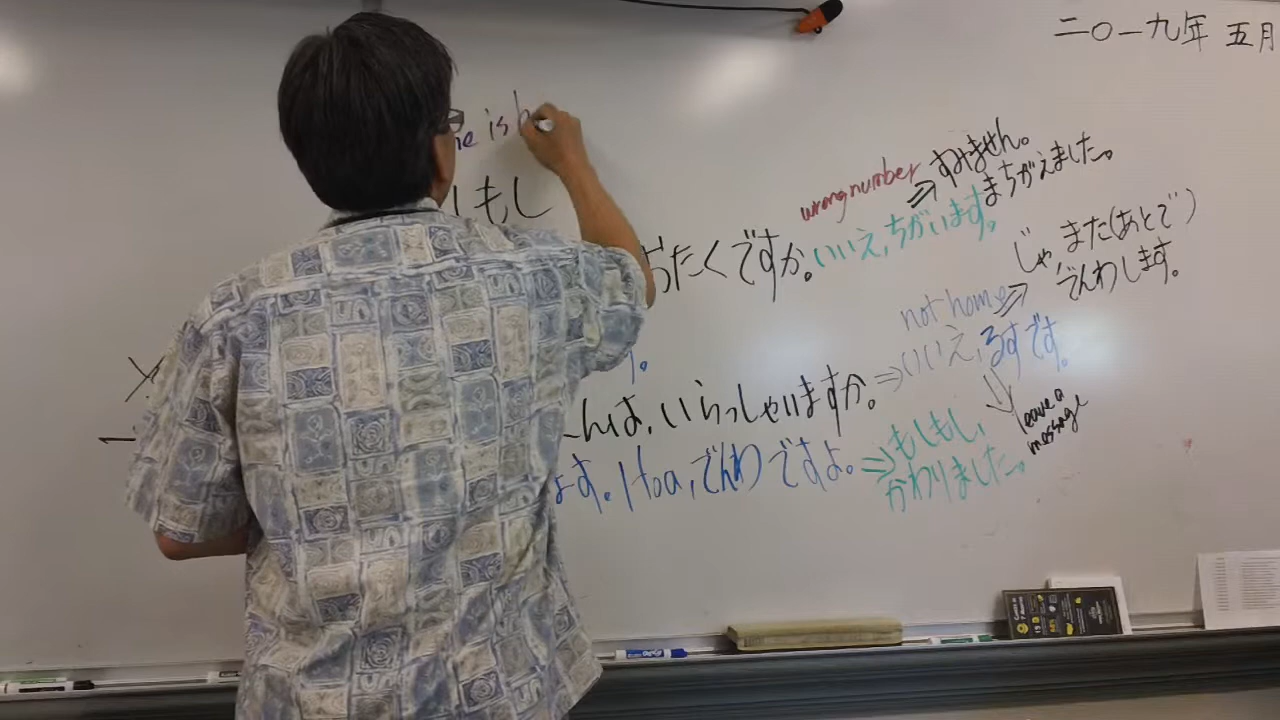 二〇一九年 五月
he is
しもし
wrong number ⇒ すみません。
まちがえました。
ったくですか。いいえ,ちがいます。
じゃ,また(あとで)
でんわします。
not home ⇒
んは,いらっしゃいますか。⇒いいえ,るすです。
leave a
message
ます。Hoa,でんわですよ。⇒もしもし,
かわりました。